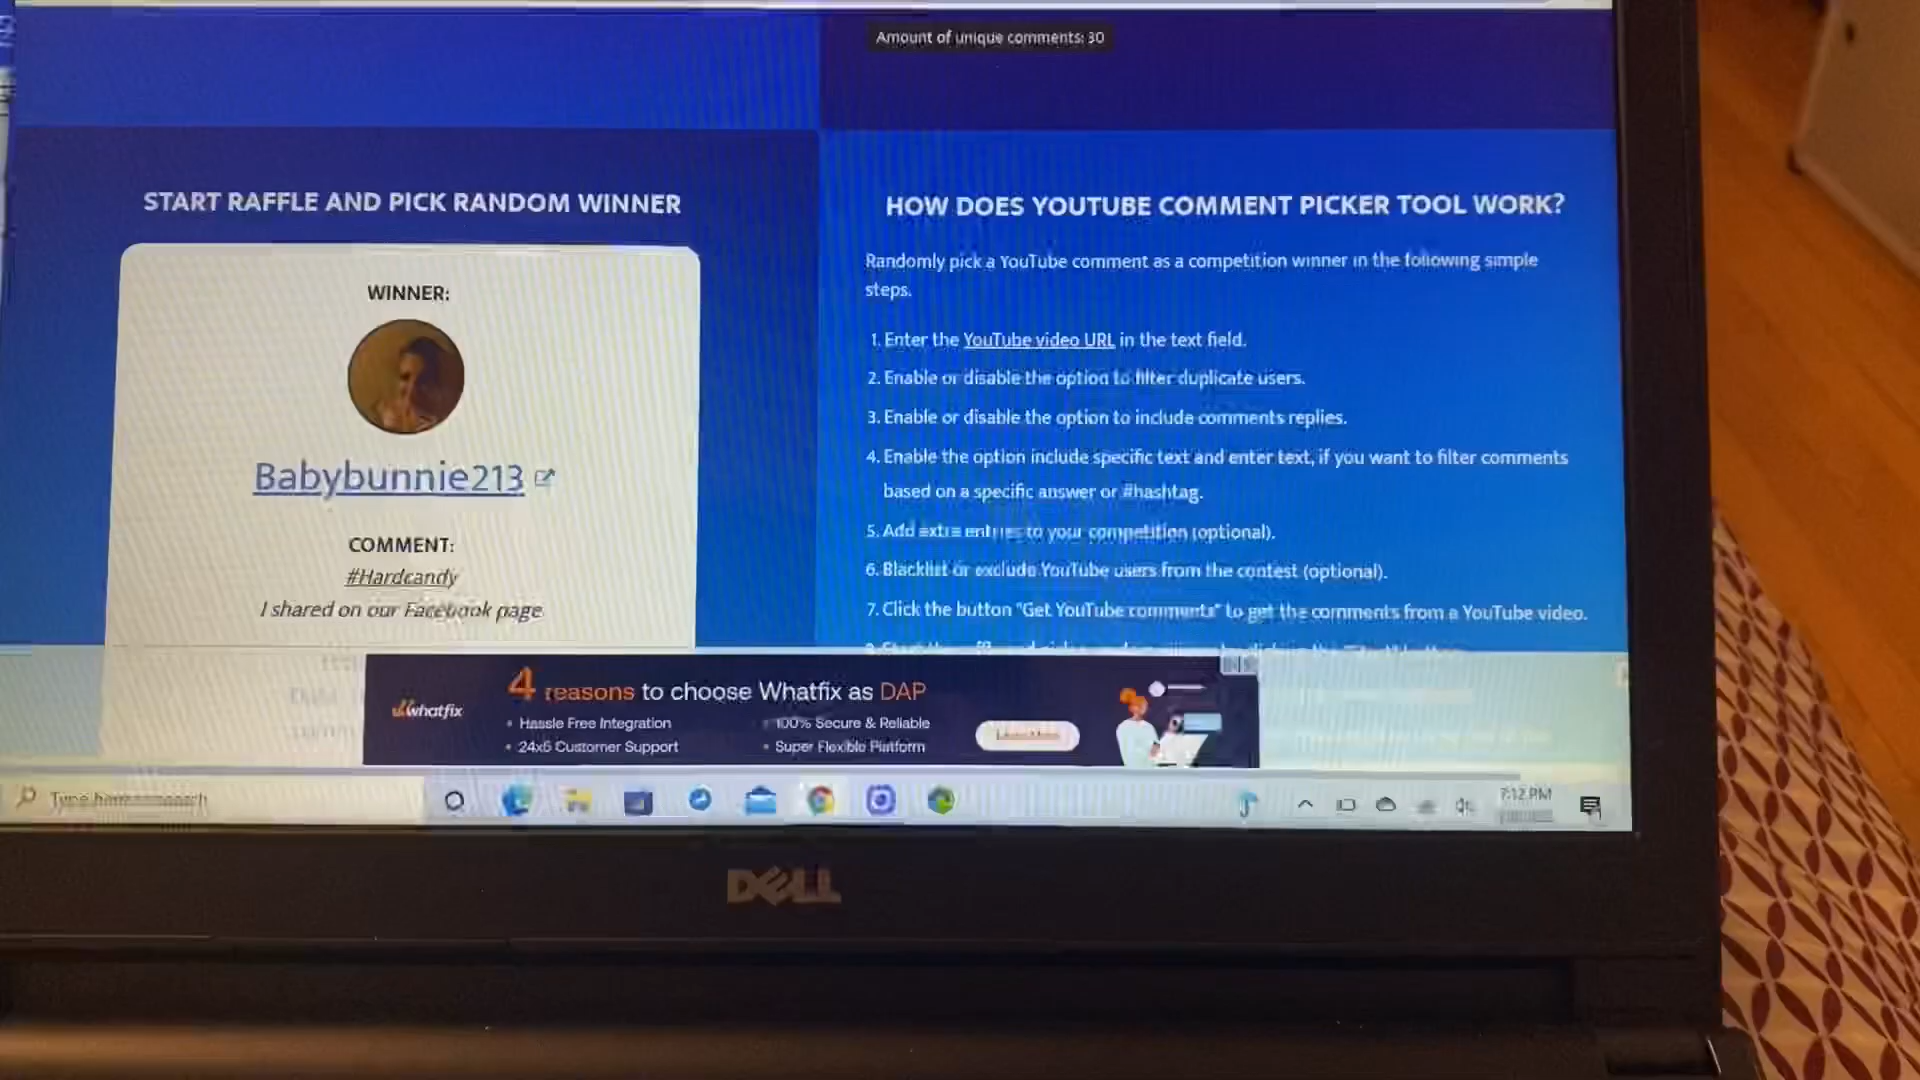 Amount of unique comments: 30
START RAFFLE AND PICK RANDOM WINNER
WINNER:
Babybunnie213
COMMENT:
#Hardcandy
I shared on our Facebook page
HOW DOES YOUTUBE COMMENT PICKER TOOL WORK?
Randomly pick a YouTube comment as a competition winner in the following simple
steps.
1. Enter the YouTube video URL in the text field.
2. Enable or disable the option to filter duplicate users.
3. Enable or disable the option to include comments replies.
4. Enable the option include specific text and enter text, if you want to filter comments
based on a specific answer or #hashtag.
5. Add extra entries to your competition (optional).
6. Blacklist or exclude YouTube users from the contest (optional).
7. Click the button "Get YouTube comments" to get the comments from a YouTube video.
whatfix
4 reasons to choose Whatfix as DAP
• Hassle Free Integration
• 100% Secure & Reliable
• 24x5 Customer Support
• Super Flexible Platform
Learn More
Type here to search
7:12 PM
DELL